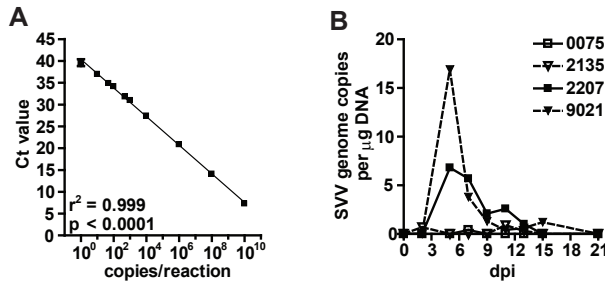 A
Ct value
45
40
35
30
25
20
15
10
5
0
r² = 0.999
p < 0.0001
10⁰ 10² 10⁴ 10⁶ 10⁸ 10¹⁰
copies/reaction
B
SVV genome copies
per μg DNA
20
15
10
5
0
0 3 6 9 12 15 18 21
dpi
0075
2135
2207
9021